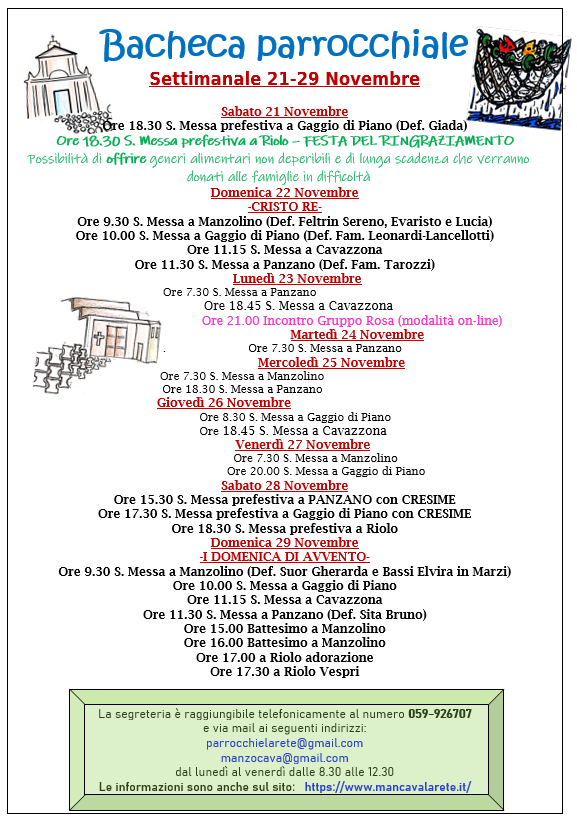 Bacheca parrocchiale
Settimanale 21-29 Novembre
Sabato 21 Novembre
Ore 18.30 S. Messa prefestiva a Gaggio di Piano (Def. Giada)
Ore 18.30 S. Messa prefestiva a Riolo – FESTA DEL RINGRAZIAMENTO
Possibilità di offrire generi alimentari non deperibili e di lunga scadenza che verranno
donati alle famiglie in difficoltà
Domenica 22 Novembre
-CRISTO RE-
Ore 9.30 S. Messa a Manzolino (Def. Feltrin Sereno, Evaristo e Lucia)
Ore 10.00 S. Messa a Gaggio di Piano (Def. Fam. Leonardi-Lancellotti)
Ore 11.15 S. Messa a Cavazzona
Ore 11.30 S. Messa a Panzano (Def. Fam. Tarozzi)
Lunedì 23 Novembre
Ore 7.30 S. Messa a Panzano
Ore 18.45 S. Messa a Cavazzona
Ore 21.00 Incontro Gruppo Rosa (modalità on-line)
Martedì 24 Novembre
Ore 7.30 S. Messa a Panzano
Mercoledì 25 Novembre
Ore 7.30 S. Messa a Manzolino
Ore 18.30 S. Messa a Panzano
Giovedì 26 Novembre
Ore 8.30 S. Messa a Gaggio di Piano
Ore 18.45 S. Messa a Cavazzona
Venerdì 27 Novembre
Ore 7.30 S. Messa a Manzolino
Ore 20.00 S. Messa a Gaggio di Piano
Sabato 28 Novembre
Ore 15.30 S. Messa prefestiva a PANZANO con CRESIME
Ore 17.30 S. Messa prefestiva a Gaggio di Piano con CRESIME
Ore 18.30 S. Messa prefestiva a Riolo
Domenica 29 Novembre
-I DOMENICA DI AVVENTO-
Ore 9.30 S. Messa a Manzolino (Def. Suor Gherarda e Bassi Elvira in Marzi)
Ore 10.00 S. Messa a Gaggio di Piano
Ore 11.15 S. Messa a Cavazzona
Ore 11.30 S. Messa a Panzano (Def. Sita Bruno)
Ore 15.00 Battesimo a Manzolino
Ore 16.00 Battesimo a Manzolino
Ore 17.00 a Riolo adorazione
Ore 17.30 a Riolo Vespri
La segreteria è raggiungibile telefonicamente al numero 059-926707
e via mail ai seguenti indirizzi:
parrocchielarete@gmail.com
manzocava@gmail.com
dal lunedì al venerdì dalle 8.30 alle 12.30
Le informazioni sono anche sul sito: https://www.mancavalarete.it/